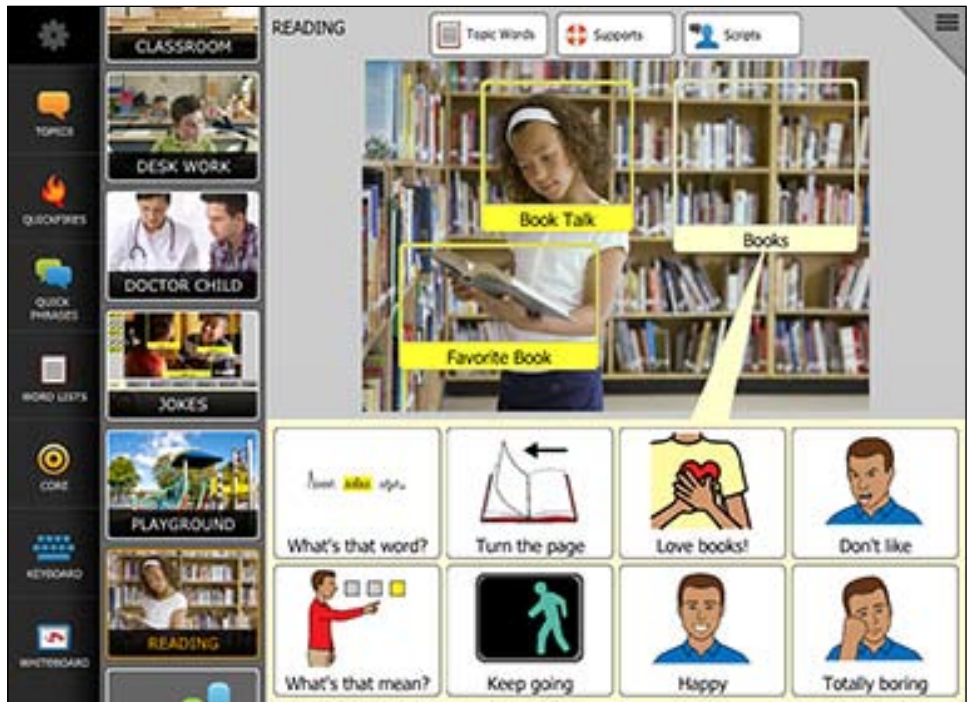 READING
Topic Words
Supports
Scripts
TOPICS
QUICKFIRES
QUICK
PHRASES
WORD LISTS
CORE
KEYBOARD
WHITEBOARD
CLASSROOM
DESK WORK
DOCTOR CHILD
JOKES
PLAYGROUND
READING
Book Talk
Books
Favorite Book
What's that word?
Turn the page
Love books!
Don't like
What's that mean?
Keep going
Happy
Totally boring